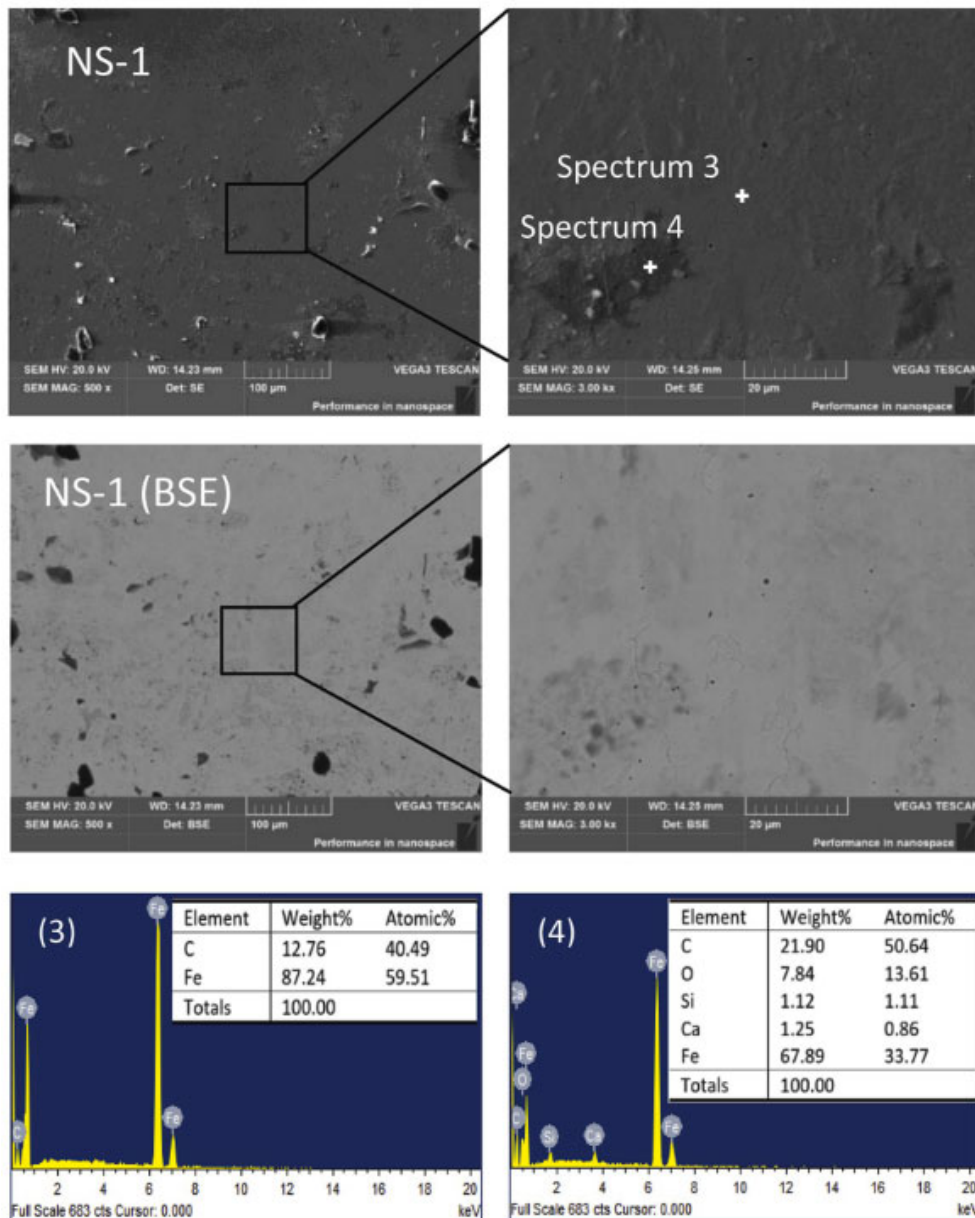 NS-1
Spectrum 3
Spectrum 4
SEM HV: 20.0 kV WD: 14.23 mm VEGA3 TESCAN
SEM MAG: 500 x Det: SE 100 µm
Performance in nanospace
SEM HV: 20.0 kV WD: 14.25 mm VEGA3 TESCAN
SEM MAG: 3.00 kx Det: SE 20 µm
Performance in nanospace
NS-1 (BSE)
SEM HV: 20.0 kV WD: 14.23 mm VEGA3 TESCAN
SEM MAG: 500 x Det: BSE 100 µm
Performance in nanospace
SEM HV: 20.0 kV WD: 14.25 mm VEGA3 TESCAN
SEM MAG: 3.00 kx Det: BSE 20 µm
Performance in nanospace
(3)
Element Weight% Atomic%
C 12.76 40.49
Fe 87.24 59.51
Totals 100.00
Fe
Fe
Fe
C
2 4 6 8 10 12 14 16 18 20
Full Scale 683 cts Cursor: 0.000 keV
(4)
Element Weight% Atomic%
C 21.90 50.64
O 7.84 13.61
Si 1.12 1.11
Ca 1.25 0.86
Fe 67.89 33.77
Totals 100.00
Fe
Ca
Fe
O
C
Si
Ca
Fe
2 4 6 8 10 12 14 16 18 20
Full Scale 683 cts Cursor: 0.000 keV